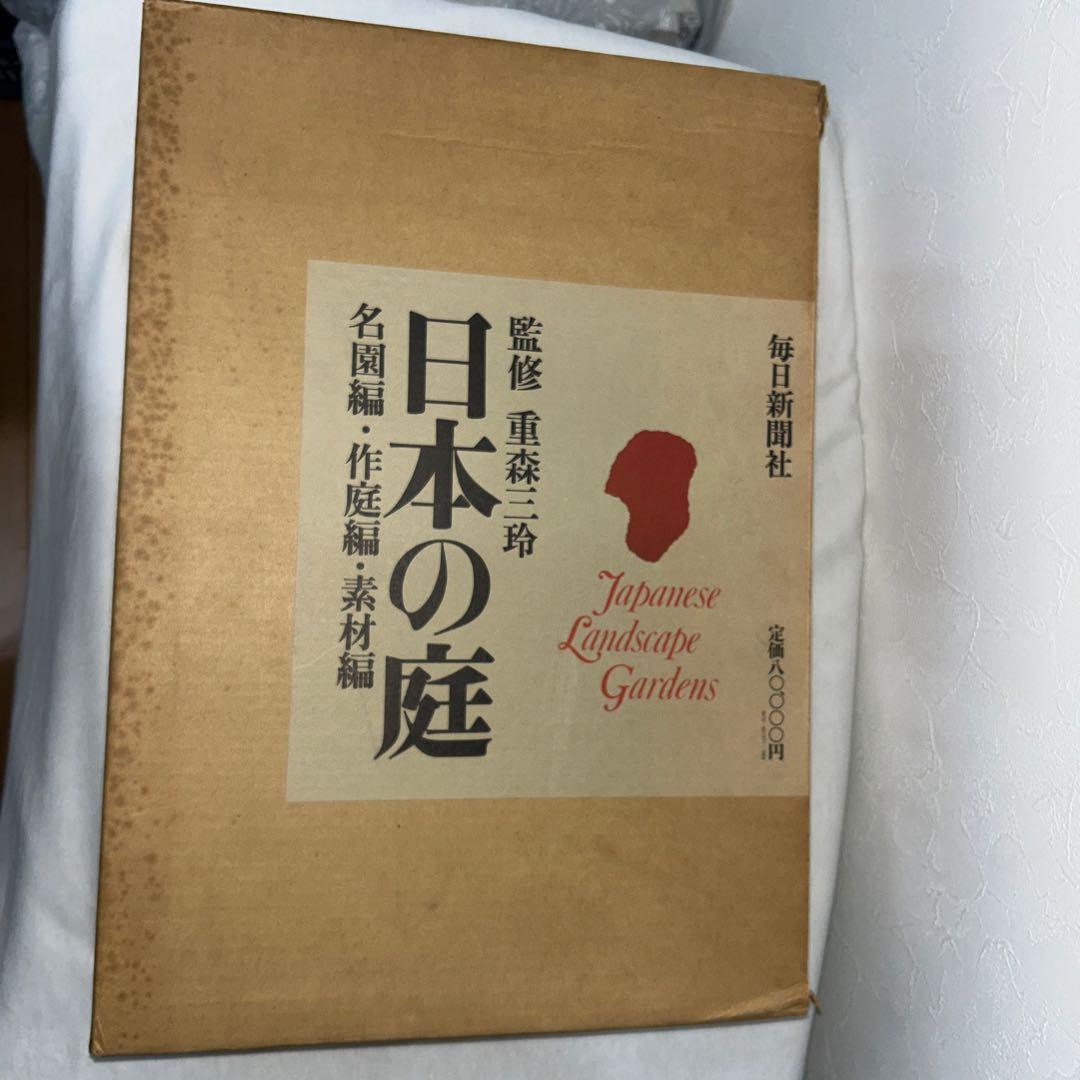 毎日新聞社
定価八〇,〇〇〇円
Japanese
Landscape
Gardens
監修 重森三玲
日本の庭
名園編・作庭編・素材編